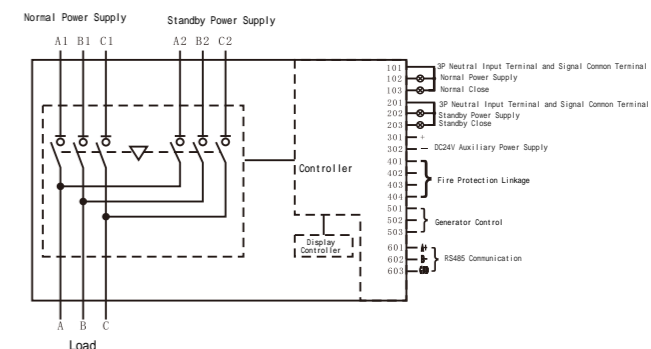 Normal Power Supply
Standby Power Supply
A1 B1 C1 A2 B2 C2
101 3P Neutral Input Terminal and Signal Common Terminal
102 Normal Power Supply
103 Normal Close
201 3P Neutral Input Terminal and Signal Common Terminal
202 Standby Power Supply
203 Standby Close
301 +
302 — DC24V Auxiliary Power Supply
401
402
403
404
Fire Protection Linkage
501
502
503
Generator Control
601 A+
602 B-
603 GND
RS485 Communication
Controller
Display
Controller
A B C
Load